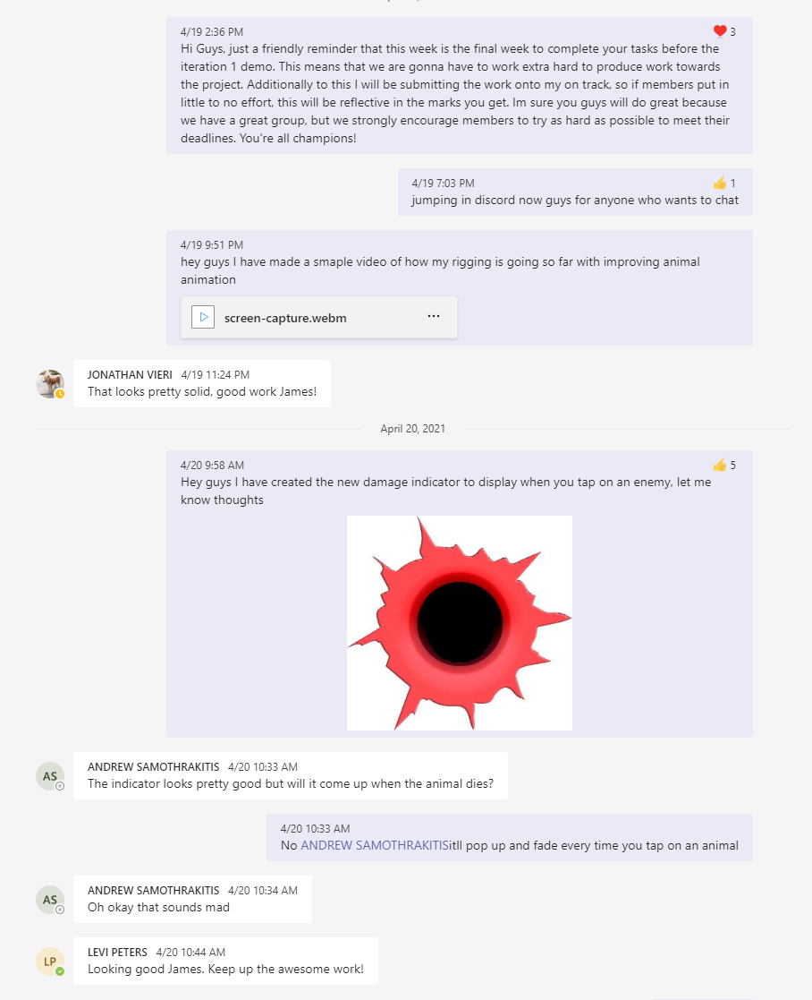 4/19 2:36 PM 3
Hi Guys, just a friendly reminder that this week is the final week to complete your tasks before the
iteration 1 demo. This means that we are gonna have to work extra hard to produce work towards
the project. Additionally to this I will be submitting the work onto my on track, so if members put in
little to no effort, this will be reflective in the marks you get. Im sure you guys will do great because
we have a great group, but we strongly encourage members to try as hard as possible to meet their
deadlines. You're all champions!
4/19 7:03 PM 1
jumping in discord now guys for anyone who wants to chat
4/19 9:51 PM
hey guys I have made a smaple video of how my rigging is going so far with improving animal
animation
screen-capture.webm ...
JONATHAN VIERI 4/19 11:24 PM
That looks pretty solid, good work James!
April 20, 2021
4/20 9:58 AM 5
Hey guys I have created the new damage indicator to display when you tap on an enemy, let me
know thoughts
AS ANDREW SAMOTHRAKITIS 4/20 10:33 AM
The indicator looks pretty good but will it come up when the animal dies?
4/20 10:33 AM
No ANDREW SAMOTHRAKITISitll pop up and fade every time you tap on an animal
AS ANDREW SAMOTHRAKITIS 4/20 10:34 AM
Oh okay that sounds mad
LP LEVI PETERS 4/20 10:44 AM
Looking good James. Keep up the awesome work!